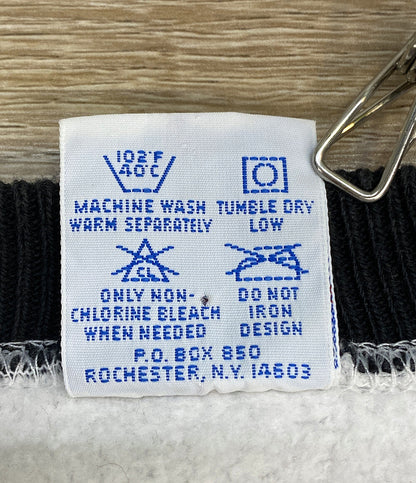 102°F
40°C
MACHINE WASH
WARM SEPARATELY
TUMBLE DRY
LOW
CL
ONLY NON-
CHLORINE BLEACH
WHEN NEEDED
DO NOT
IRON
DESIGN
P.O. BOX 850
ROCHESTER, N.Y. 14603